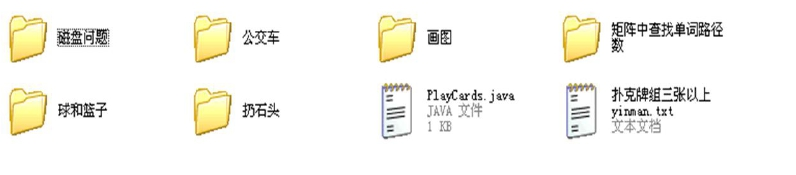 磁盘问题
公交车
画图
矩阵中查找单词路径
数
球和篮子
扔石头
PlayCards.java
JAVA 文件
1 KB
扑克牌组三张以上
yinman.txt
文本文档